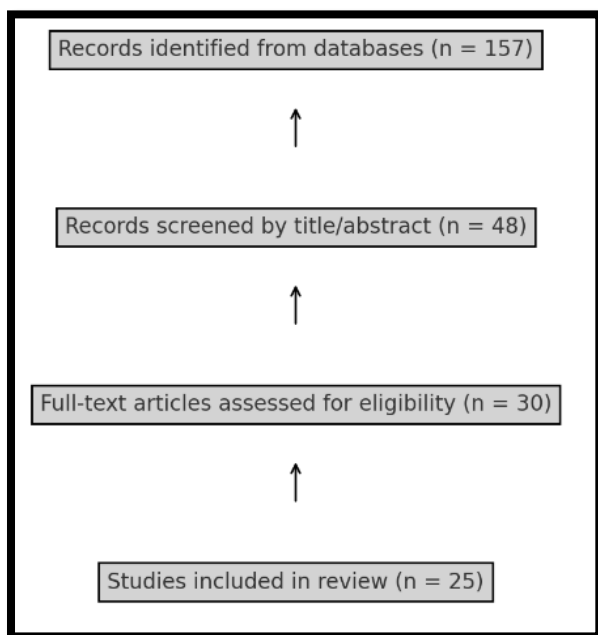 Records identified from databases (n = 157)
Records screened by title/abstract (n = 48)
Full-text articles assessed for eligibility (n = 30)
Studies included in review (n = 25)